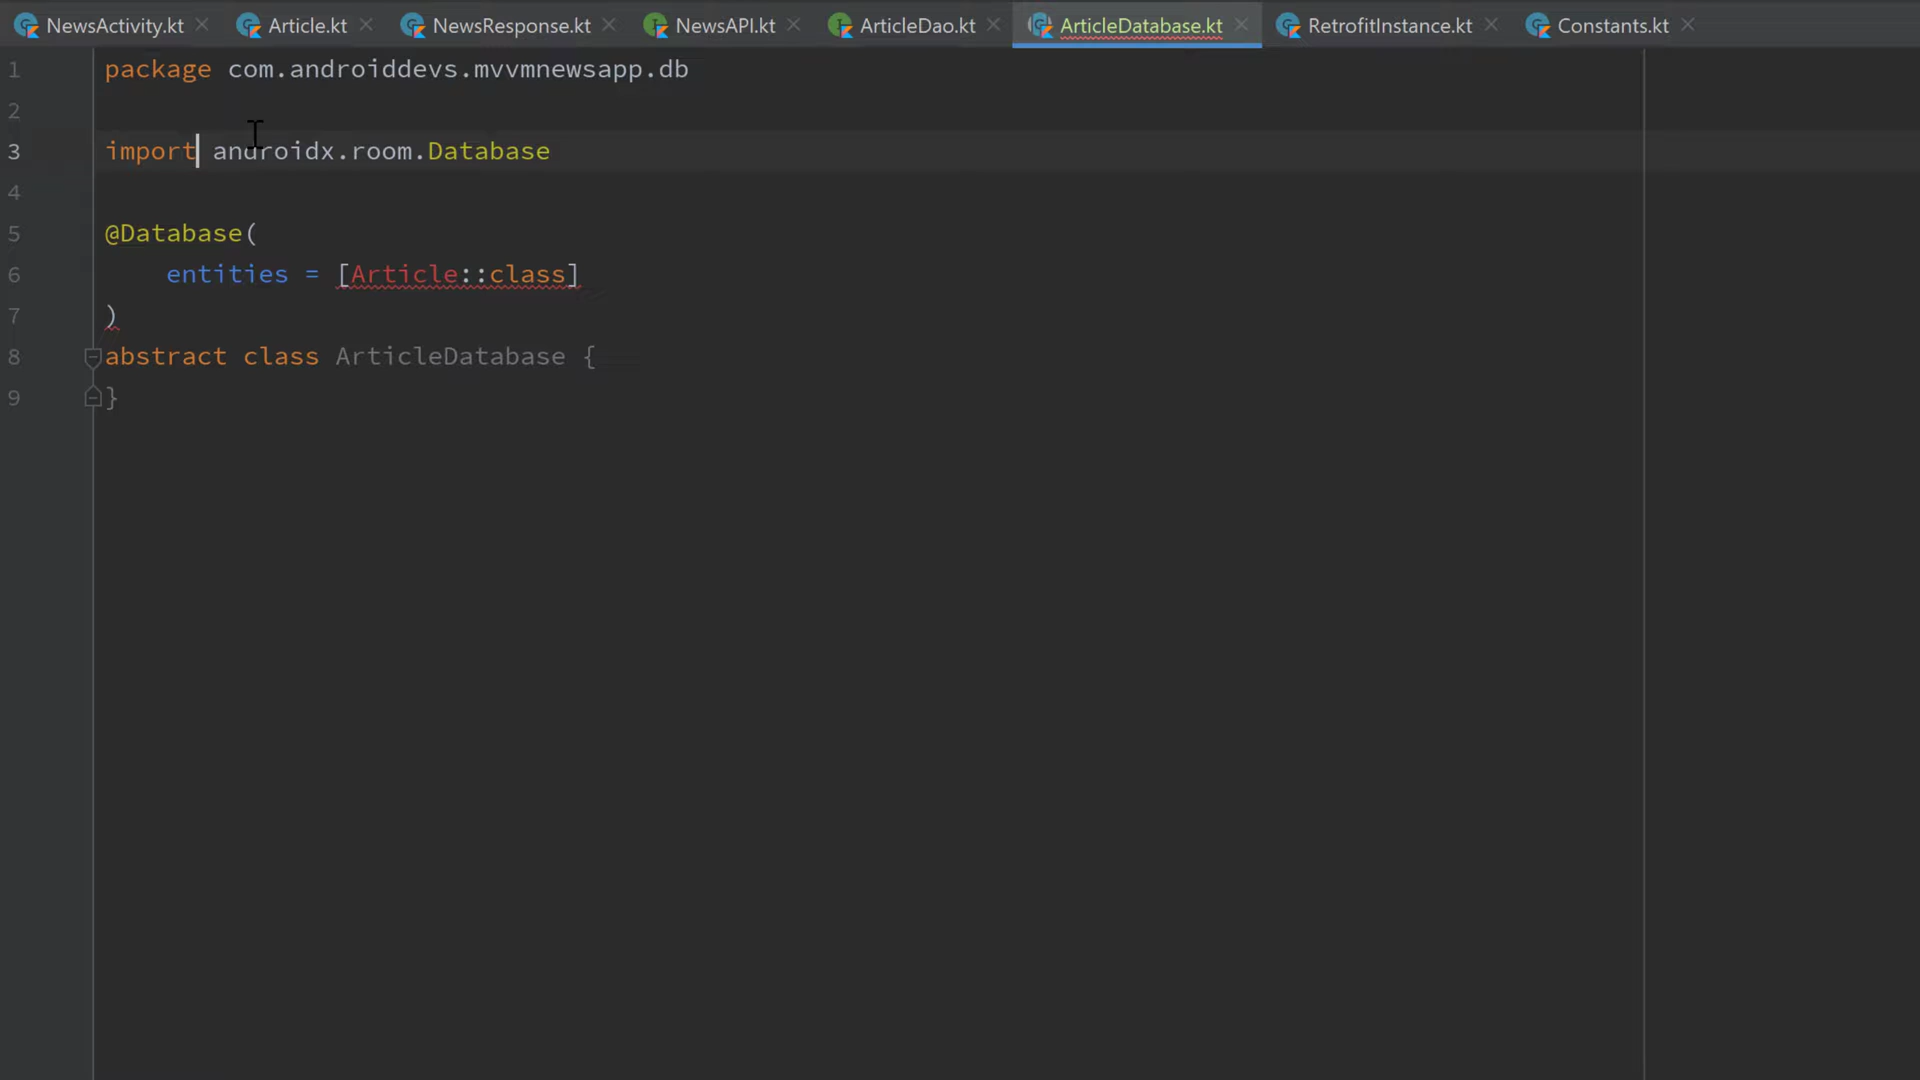 NewsActivity.kt Article.kt NewsResponse.kt NewsAPI.kt ArticleDao.kt ArticleDatabase.kt RetrofitInstance.kt Constants.kt
1 package com.androiddevs.mvvmnewsapp.db
2
3 import androidx.room.Database
4
5 @Database(
6 entities = [Article::class]
7 )
8 abstract class ArticleDatabase {
9 }